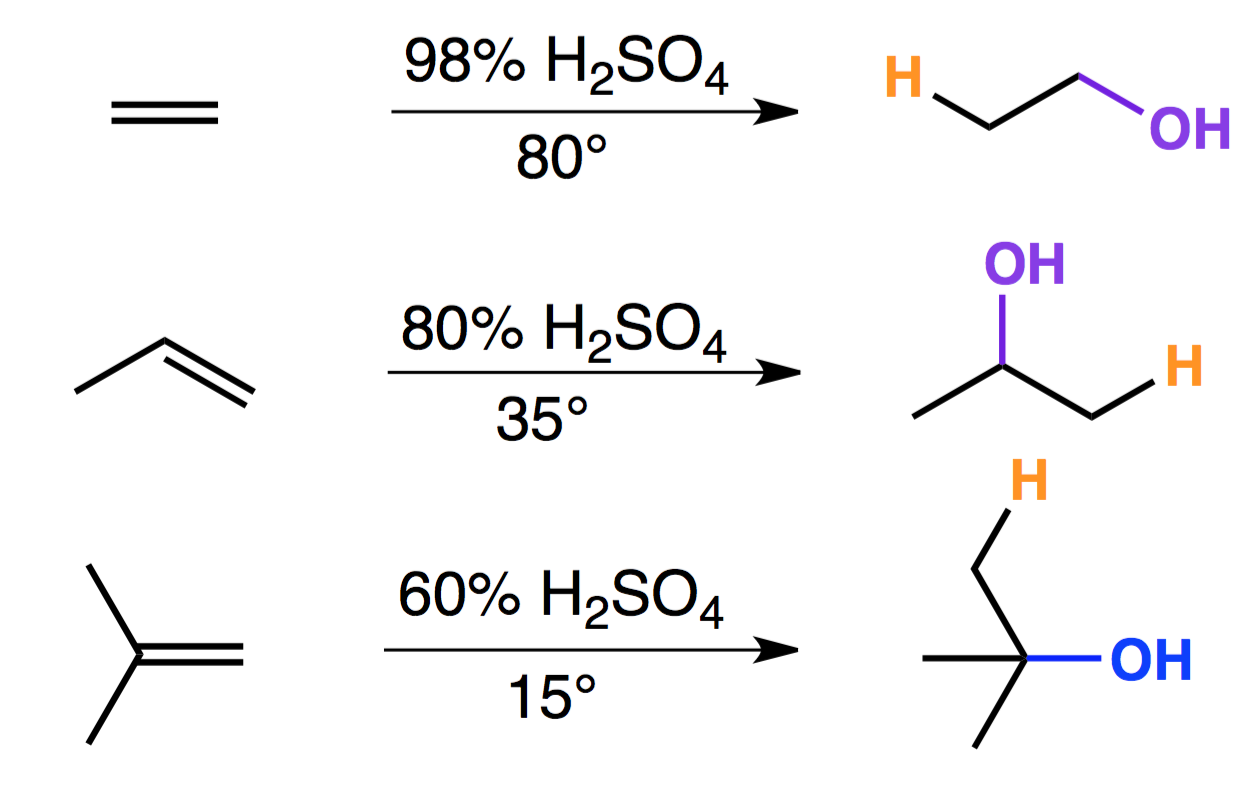 98% H₂SO₄
80°
H
OH
80% H₂SO₄
35°
OH
H
60% H₂SO₄
15°
H
OH